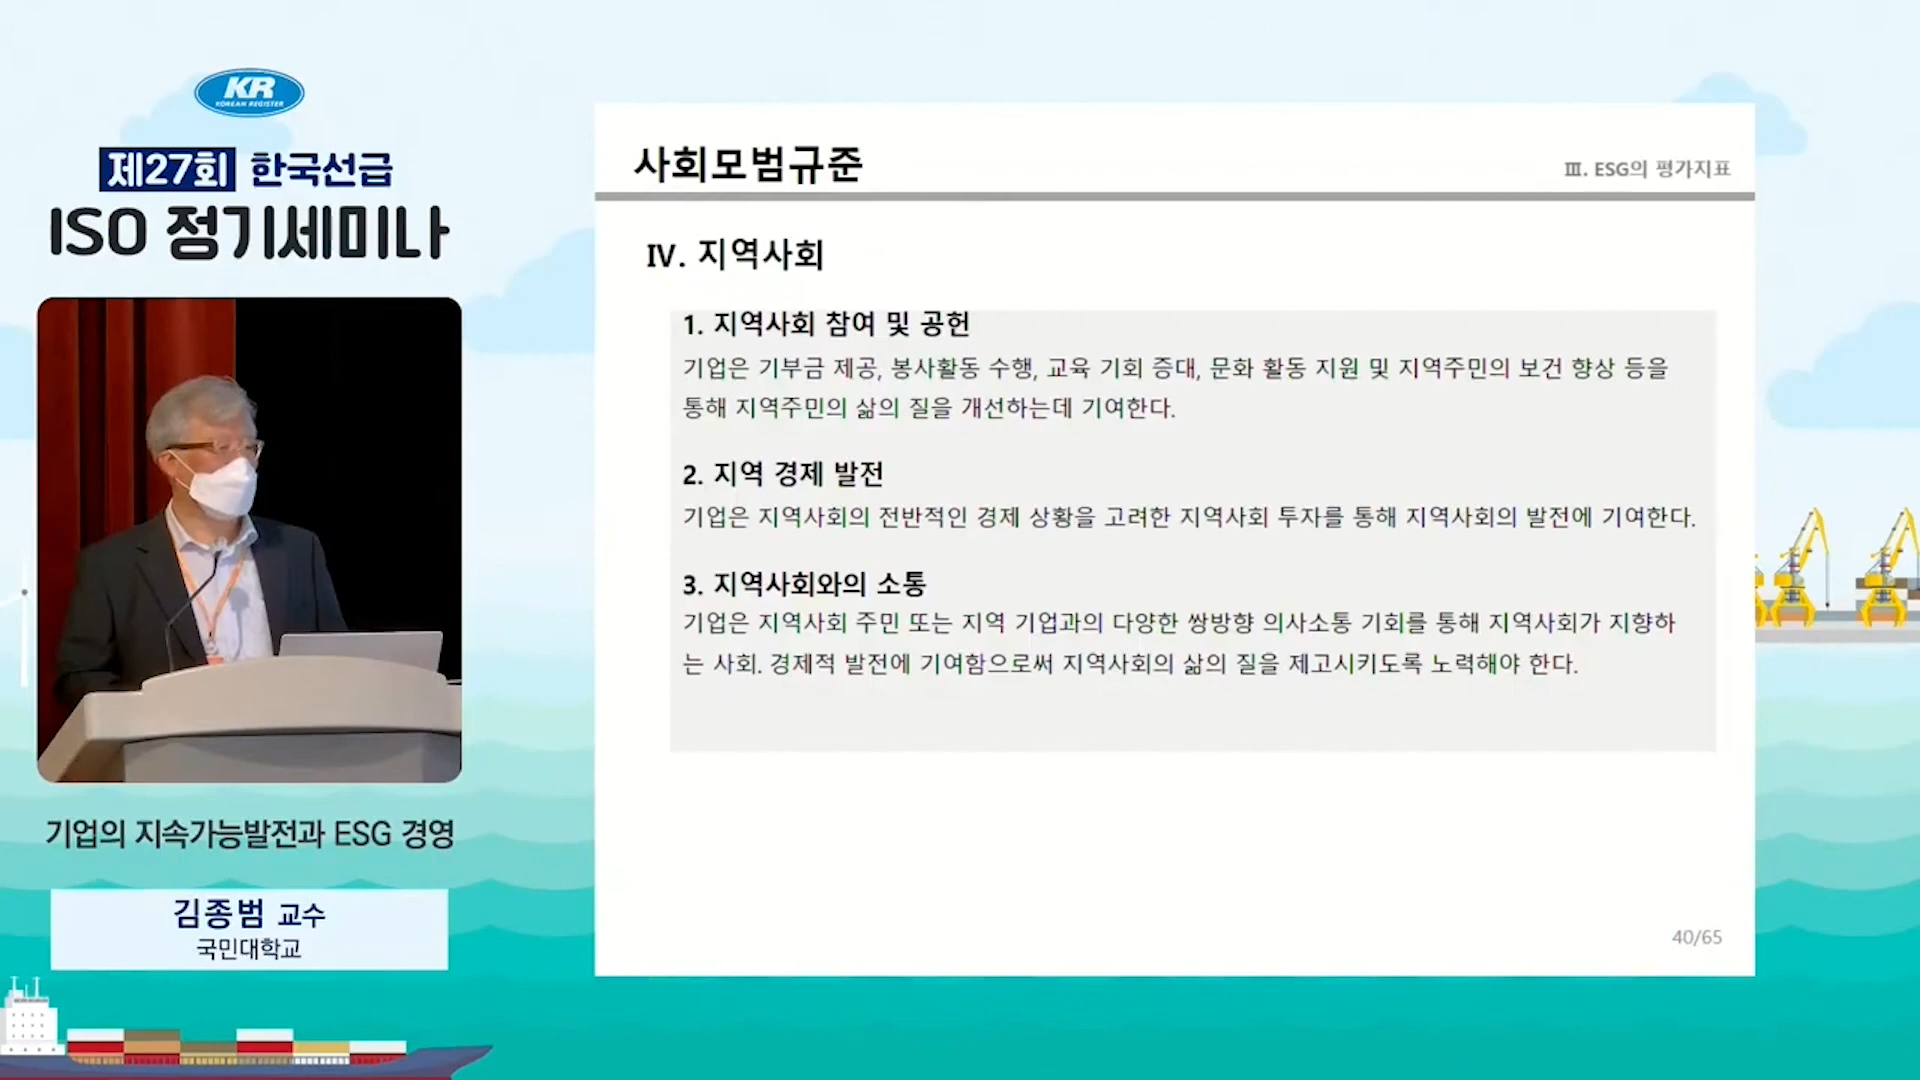 KR
KOREAN REGISTER
제27회 한국선급
ISO 정기세미나
기업의 지속가능발전과 ESG 경영
김종범 교수
국민대학교
사회모범규준
Ⅲ. ESG의 평가지표
Ⅳ. 지역사회
1. 지역사회 참여 및 공헌
기업은 기부금 제공, 봉사활동 수행, 교육 기회 증대, 문화 활동 지원 및 지역주민의 보건 향상 등을
통해 지역주민의 삶의 질을 개선하는데 기여한다.
2. 지역 경제 발전
기업은 지역사회의 전반적인 경제 상황을 고려한 지역사회 투자를 통해 지역사회의 발전에 기여한다.
3. 지역사회와의 소통
기업은 지역사회 주민 또는 지역 기업과의 다양한 쌍방향 의사소통 기회를 통해 지역사회가 지향하
는 사회. 경제적 발전에 기여함으로써 지역사회의 삶의 질을 제고시키도록 노력해야 한다.
40/65